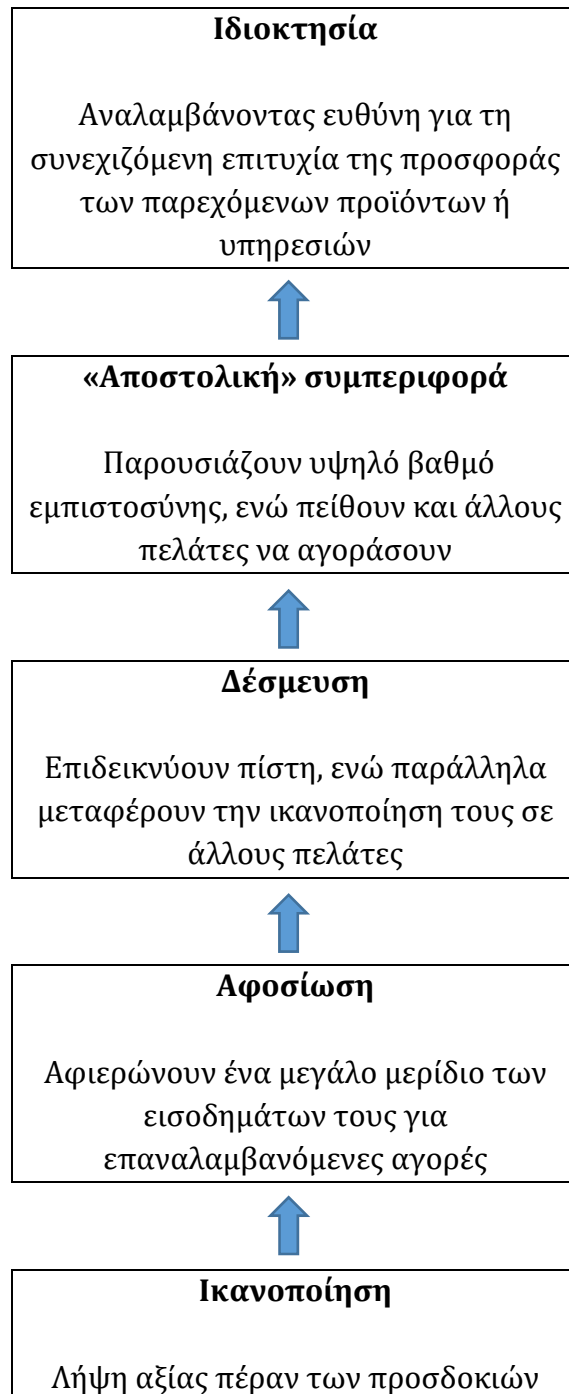 Ιδιοκτησία
Αναλαμβάνοντας ευθύνη για τη
συνεχιζόμενη επιτυχία της προσφοράς
των παρεχόμενων προϊόντων ή
υπηρεσιών
«Αποστολική» συμπεριφορά
Παρουσιάζουν υψηλό βαθμό
εμπιστοσύνης, ενώ πείθουν και άλλους
πελάτες να αγοράσουν
Δέσμευση
Επιδεικνύουν πίστη, ενώ παράλληλα
μεταφέρουν την ικανοποίηση τους σε
άλλους πελάτες
Αφοσίωση
Αφιερώνουν ένα μεγάλο μερίδιο των
εισοδημάτων τους για
επαναλαμβανόμενες αγορές
Ικανοποίηση
Λήψη αξίας πέραν των προσδοκιών